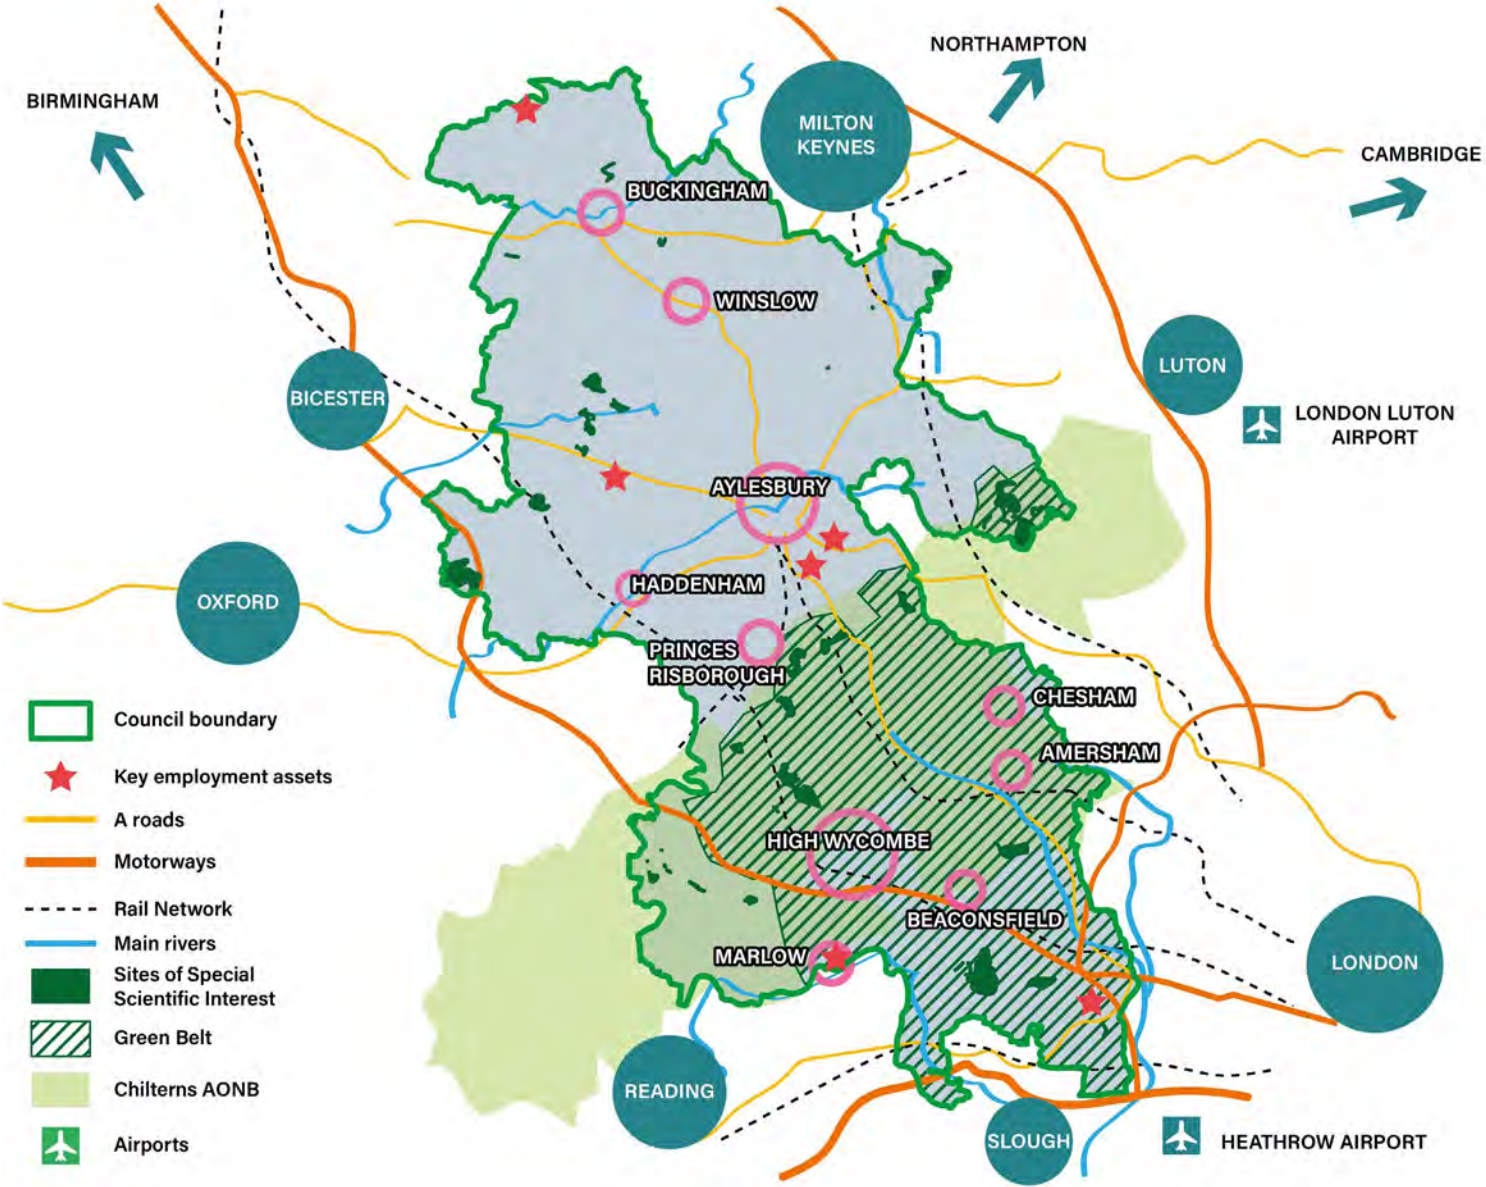 NORTHAMPTON
BIRMINGHAM
MILTON
KEYNES
CAMBRIDGE
BUCKINGHAM
WINSLOW
LUTON
BICESTER
LONDON LUTON
AIRPORT
AYLESBURY
HADDENHAM
OXFORD
PRINCES
RISBOROUGH
CHESHAM
AMERSHAM
HIGH WYCOMBE
BEACONSFIELD
MARLOW
LONDON
READING
SLOUGH
HEATHROW AIRPORT
Council boundary
Key employment assets
A roads
Motorways
Rail Network
Main rivers
Sites of Special
Scientific Interest
Green Belt
Chilterns AONB
Airports